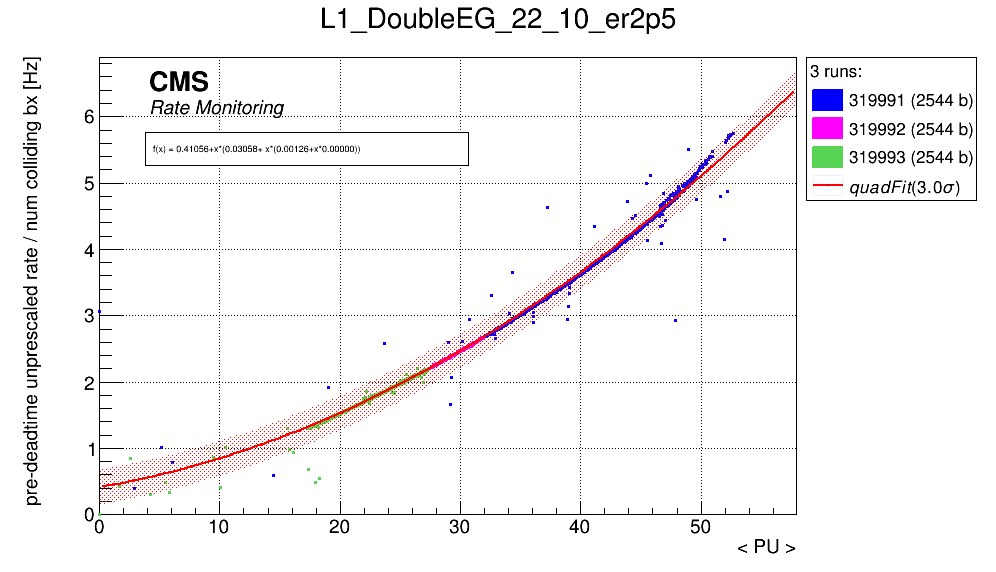 L1_DoubleEG_22_10_er2p5
pre-deadtime unprescaled rate / num colliding bx [Hz]
CMS
Rate Monitoring
f(x) = 0.41056+x*(0.03058+ x*(0.00126+x*0.00000))
3 runs:
319991 (2544 b)
319992 (2544 b)
319993 (2544 b)
quadFit(3.0σ)
6
5
4
3
2
1
0
0 10 20 30 40 50
< PU >